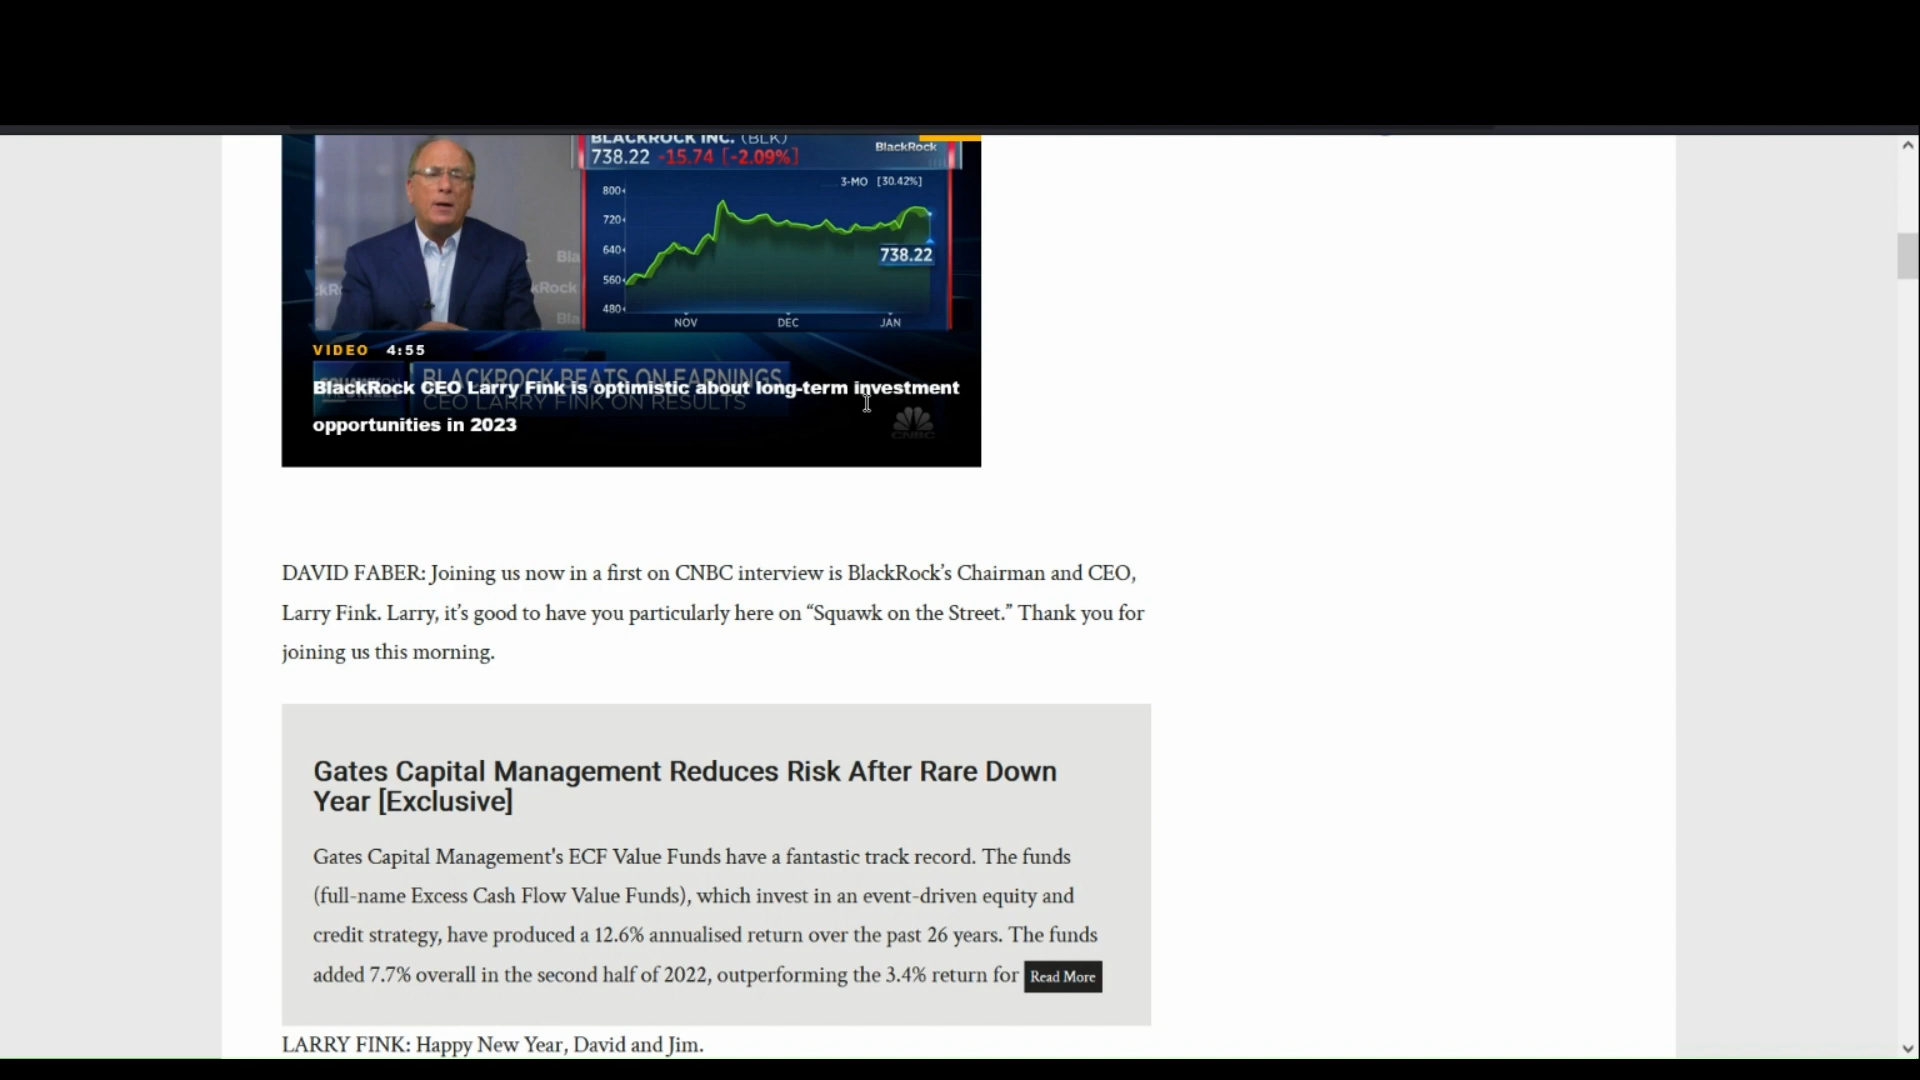 BLACKROCK INC. (BLK)
738.22 -15.74 [-2.09%]
BlackRock
3-MO [30.42%]
800
720
640
560
480
738.22
NOV DEC JAN
Bla
kRo
kRock
Bla
VIDEO 4:55
BLACKROCK BEATS ON EARNINGS
CEO LARRY FINK ON RESULTS
BlackRock CEO Larry Fink is optimistic about long-term investment
opportunities in 2023
CNBC
DAVID FABER: Joining us now in a first on CNBC interview is BlackRock’s Chairman and CEO,
Larry Fink. Larry, it’s good to have you particularly here on “Squawk on the Street.” Thank you for
joining us this morning.
Gates Capital Management Reduces Risk After Rare Down
Year [Exclusive]
Gates Capital Management's ECF Value Funds have a fantastic track record. The funds
(full-name Excess Cash Flow Value Funds), which invest in an event-driven equity and
credit strategy, have produced a 12.6% annualised return over the past 26 years. The funds
added 7.7% overall in the second half of 2022, outperforming the 3.4% return for Read More
LARRY FINK: Happy New Year, David and Jim.